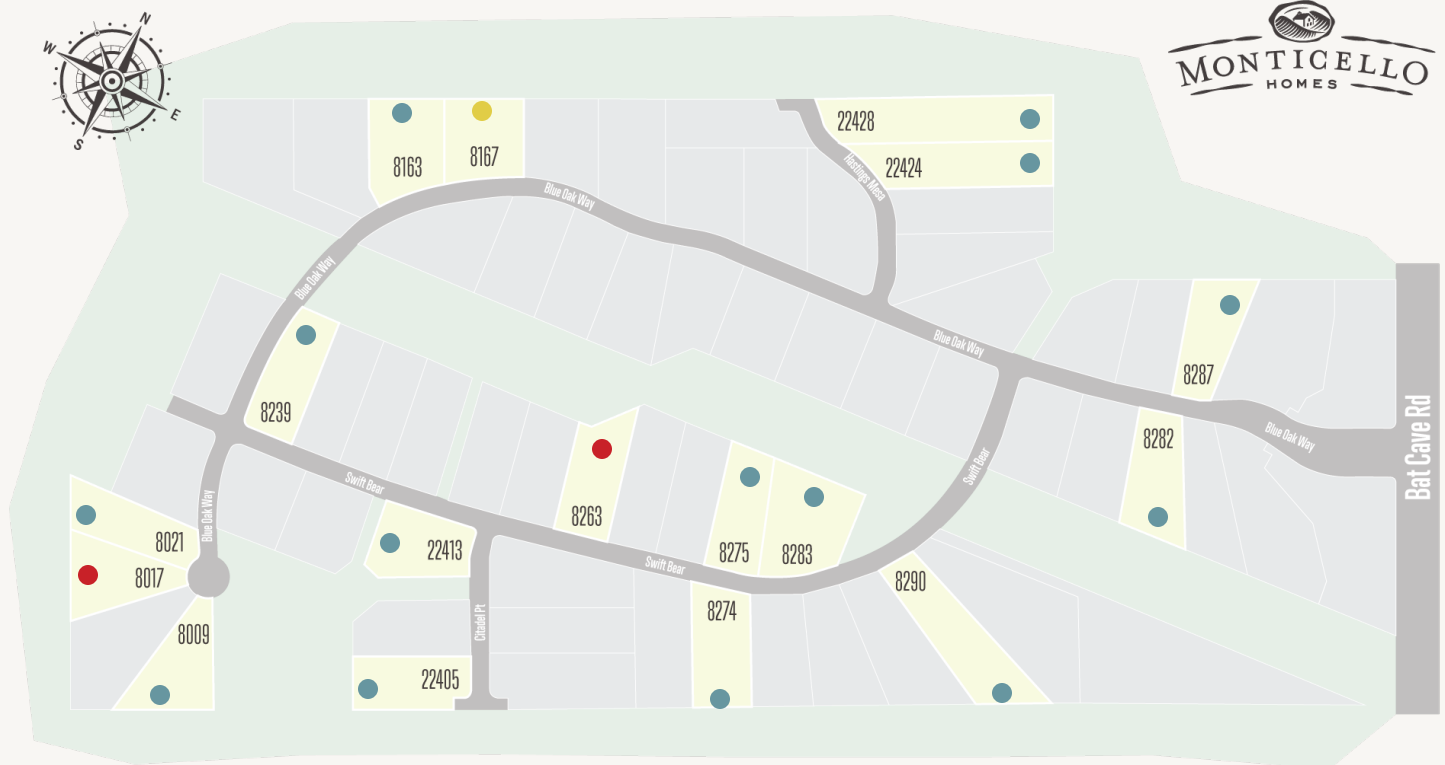 N
W
E
S
MONTICELLO
HOMES
8163
8167
22428
22424
Hastings Mesa
Blue Oak Way
Blue Oak Way
Blue Oak Way
8287
8239
8282
Blue Oak Way
Bat Cave Rd
Swift Bear
Swift Bear
8263
8275
8283
Blue Oak Way
8021
8017
22413
Swift Bear
8290
8274
Citadel Pt
8009
22405